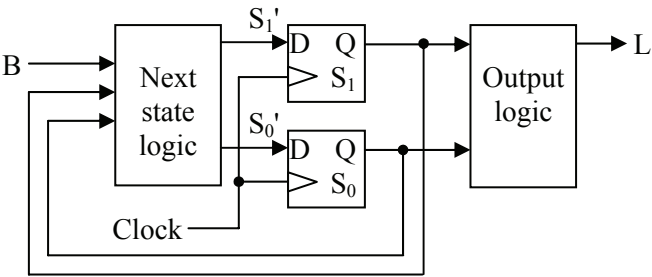 S₁'
D Q
S₁
B
Next
state
logic
Output
logic
L
S₀'
D Q
S₀
Clock